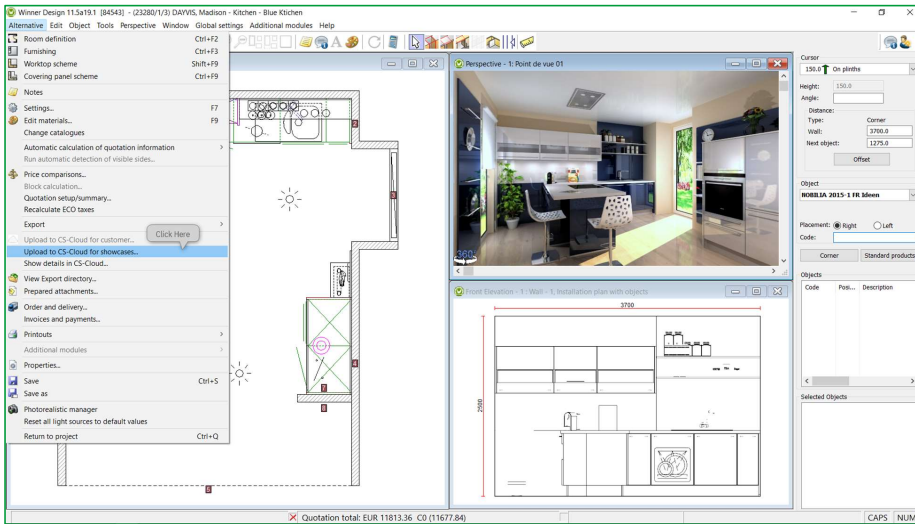 Winner Design 11.5a19.1 [84543] - (23280/1/3) DAYVIS, Madison - Kitchen - Blue Ktichen
Alternative Edit Object Tools Perspective Window Global settings Additional modules Help
Room definition Ctrl+F2
Furnishing Ctrl+F3
Worktop scheme Shift+F9
Covering panel scheme Ctrl+F9
Notes
Settings... F7
Edit materials... F9
Change catalogues
Automatic calculation of quotation information
Run automatic detection of visible sides...
Price comparisons...
Block calculation...
Quotation setup/summary...
Recalculate ECO taxes
Export
Click Here
Upload to CS-Cloud for customer...
Upload to CS-Cloud for showcases...
Show details in CS-Cloud...
View Export directory...
Prepared attachments...
Order and delivery...
Invoices and payments...
Printouts
Additional modules
Properties...
Save Ctrl+S
Save as
Photorealistic manager
Reset all light sources to default values
Return to project Ctrl+Q
2
3
4
7
8
6
Perspective - 1: Point de vue 01
360°
Front Elevation - 1 : Wall - 1, Installation plan with objects
3700
2500
Cursor
150.0 On plinths
Height: 150.0
Angle:
Distance:
Type: Corner
Wall: 3700.0
Next object: 1275.0
Offset
Object
NOBILIA 2015-1 FR Ideen
Placement: Right Left
Code:
Corner Standard products
Objects
Code Posi... Description
Selected Objects
Quotation total: EUR 11813.36 C0 (11677.84)
CAPS NUM